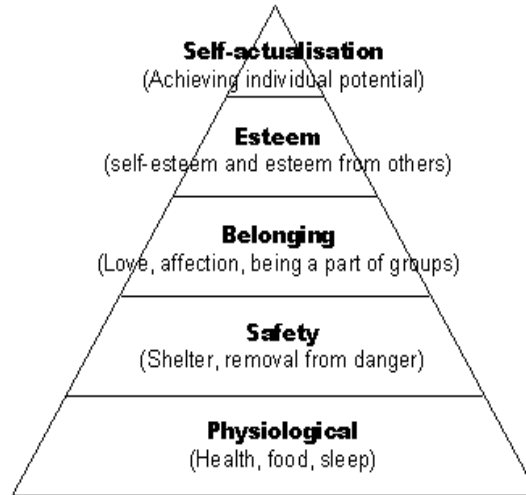 Self-actualisation
(Achieving individual potential)
Esteem
(self-esteem and esteem from others)
Belonging
(Love, affection, being a part of groups)
Safety
(Shelter, removal from danger)
Physiological
(Health, food, sleep)